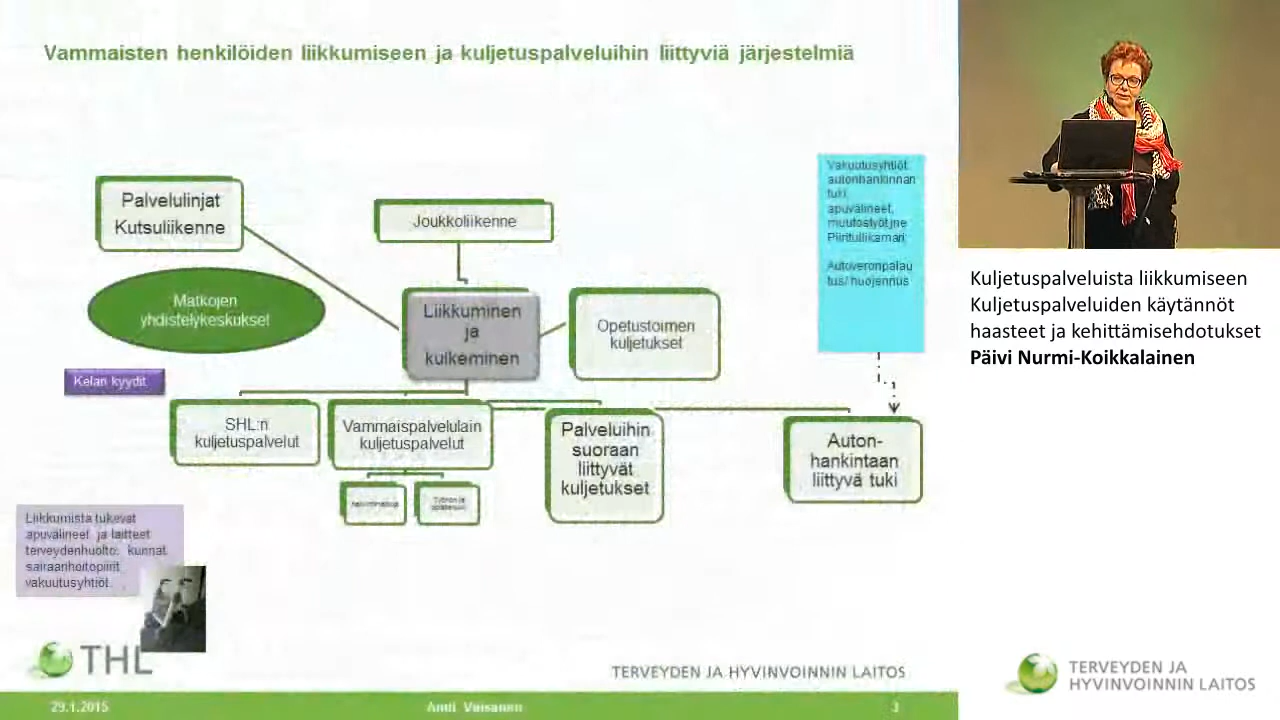 Vammaisten henkilöiden liikkumiseen ja kuljetuspalveluihin liittyviä järjestelmiä
Palvelulinjat
Kutsuliikenne
Joukkoliikenne
Matkojen
yhdistelykeskukset
Liikkuminen
ja
kulkeminen
Opetustoimen
kuljetukset
Vakuutusyhtiöt:
autonhankinnan
tuki,
apuvälineet,
muutostyöt jne
Piiritullikamari:
Autoveronpalau
tus/ huojennus
Kelan kyydit
SHL:n
kuljetuspalvelut
Vammaispalvelulain
kuljetuspalvelut
Palveluihin
suoraan
liittyvät
kuljetukset
Auton-
hankintaan
liittyvä tuki
Liikkumista tukevat
apuvälineet ja laitteet
terveydenhuolto: kunnat
sairaanhoitopiirit
vakuutusyhtiöt
THL
TERVEYDEN JA HYVINVOINNIN LAITOS
29.1.2015
3
Kuljetuspalveluista liikkumiseen
Kuljetuspalveluiden käytännöt
haasteet ja kehittämisehdotukset
Päivi Nurmi-Koikkalainen
TERVEYDEN JA
HYVINVOINNIN LAITOS